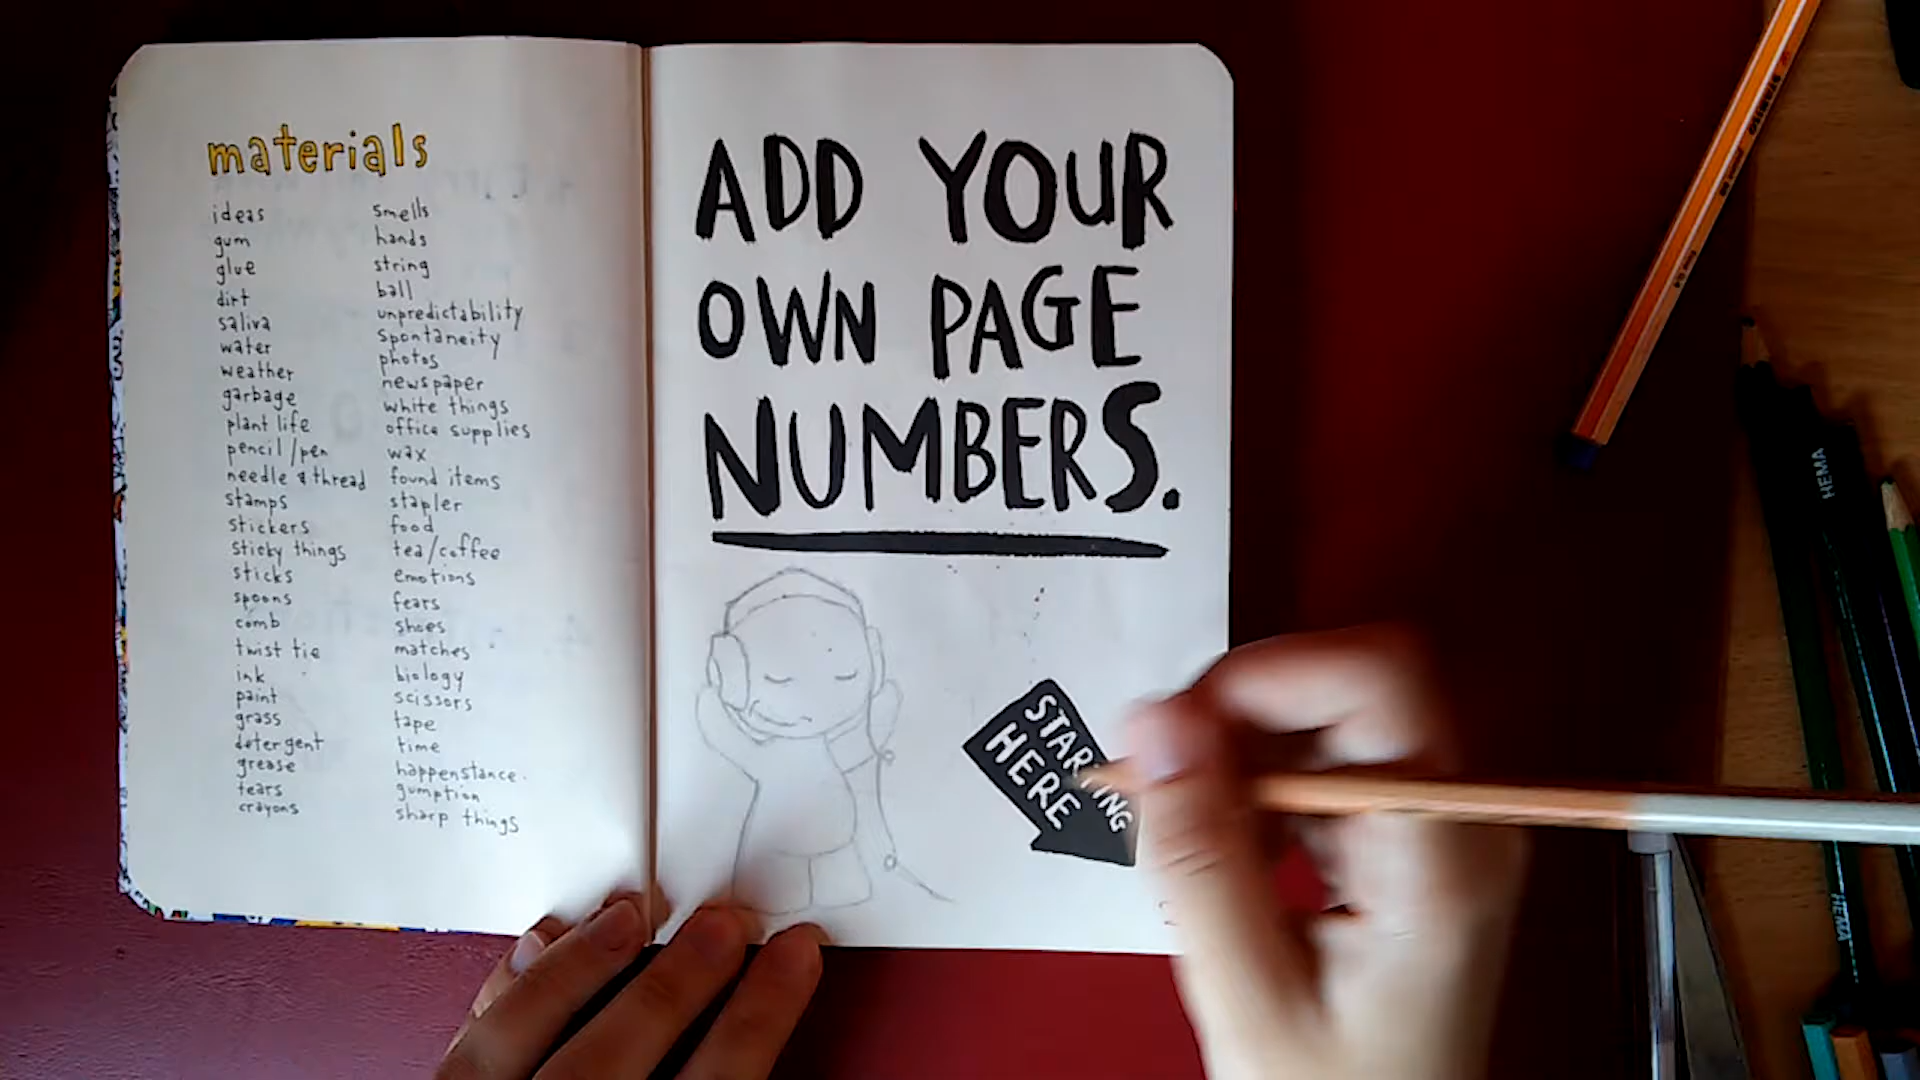 materials
ideas
gum
glue
dirt
saliva
water
weather
garbage
plant life
pencil/pen
needle & thread
stamps
stickers
sticky things
sticks
spoons
comb
twist tie
ink
paint
grass
detergent
grease
tears
crayons
smells
hands
string
ball
unpredictability
spontaneity
photos
newspaper
white things
office supplies
wax
found items
stapler
food
tea/coffee
emotions
fears
shoes
matches
biology
scissors
tape
time
happenstance.
gumption
sharp things
ADD YOUR
OWN PAGE
NUMBERS.
STARTING
HERE
HEMA
HEMA